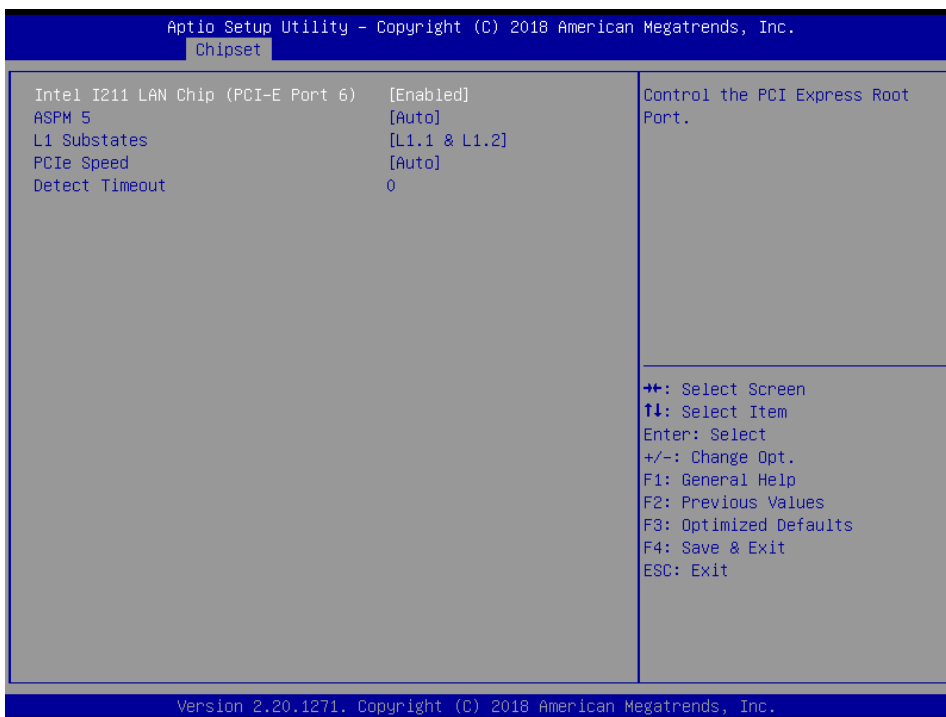 Aptio Setup Utility – Copyright (C) 2018 American Megatrends, Inc.
Chipset
Intel I211 LAN Chip (PCI-E Port 6) [Enabled]
ASPM 5 [Auto]
L1 Substates [L1.1 & L1.2]
PCIe Speed [Auto]
Detect Timeout 0
Control the PCI Express Root
Port.
→←: Select Screen
↑↓: Select Item
Enter: Select
+/-: Change Opt.
F1: General Help
F2: Previous Values
F3: Optimized Defaults
F4: Save & Exit
ESC: Exit
Version 2.20.1271. Copyright (C) 2018 American Megatrends, Inc.